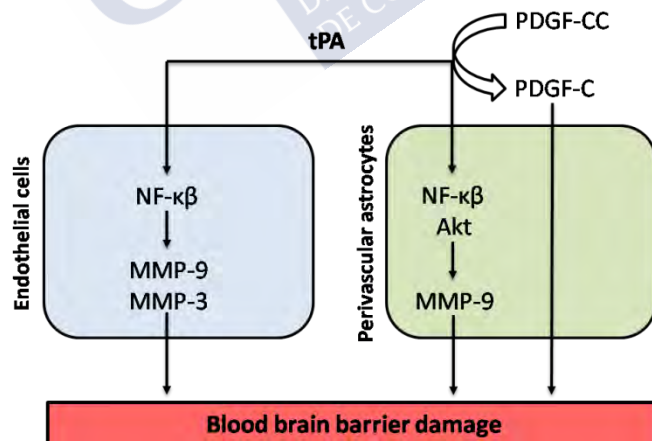 PDGF-CC
tPA
PDGF-C
Endothelial cells
NF-κβ
MMP-9
MMP-3
Perivascular astrocytes
NF-κβ
Akt
MMP-9
Blood brain barrier damage